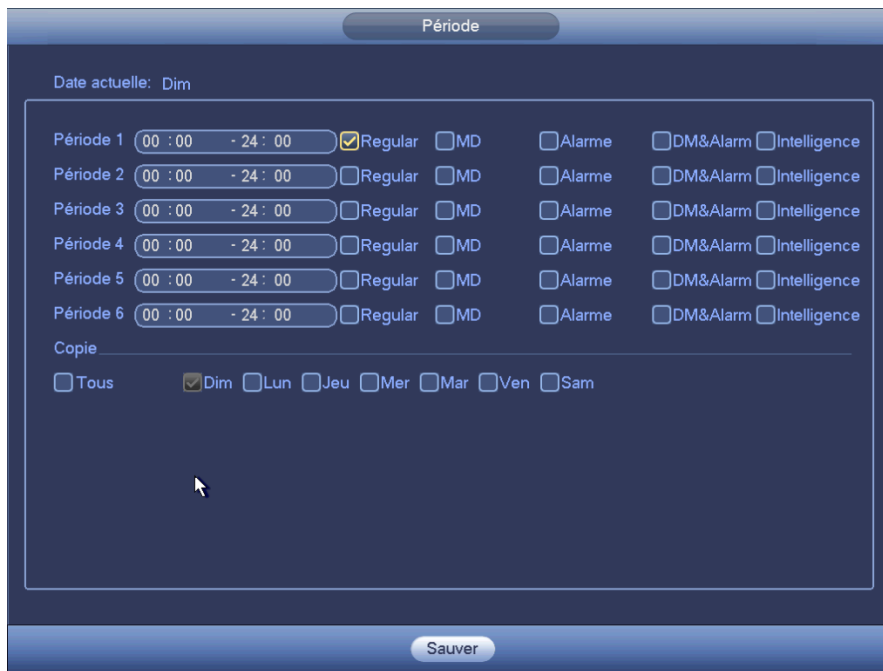 Période
Date actuelle: Dim
Période 1 00 :00 - 24: 00 Regular MD Alarme DM&Alarm Intelligence
Période 2 00 :00 - 24: 00 Regular MD Alarme DM&Alarm Intelligence
Période 3 00 :00 - 24: 00 Regular MD Alarme DM&Alarm Intelligence
Période 4 00 :00 - 24: 00 Regular MD Alarme DM&Alarm Intelligence
Période 5 00 :00 - 24: 00 Regular MD Alarme DM&Alarm Intelligence
Période 6 00 :00 - 24: 00 Regular MD Alarme DM&Alarm Intelligence
Copie
Tous Dim Lun Jeu Mer Mar Ven Sam
Sauver